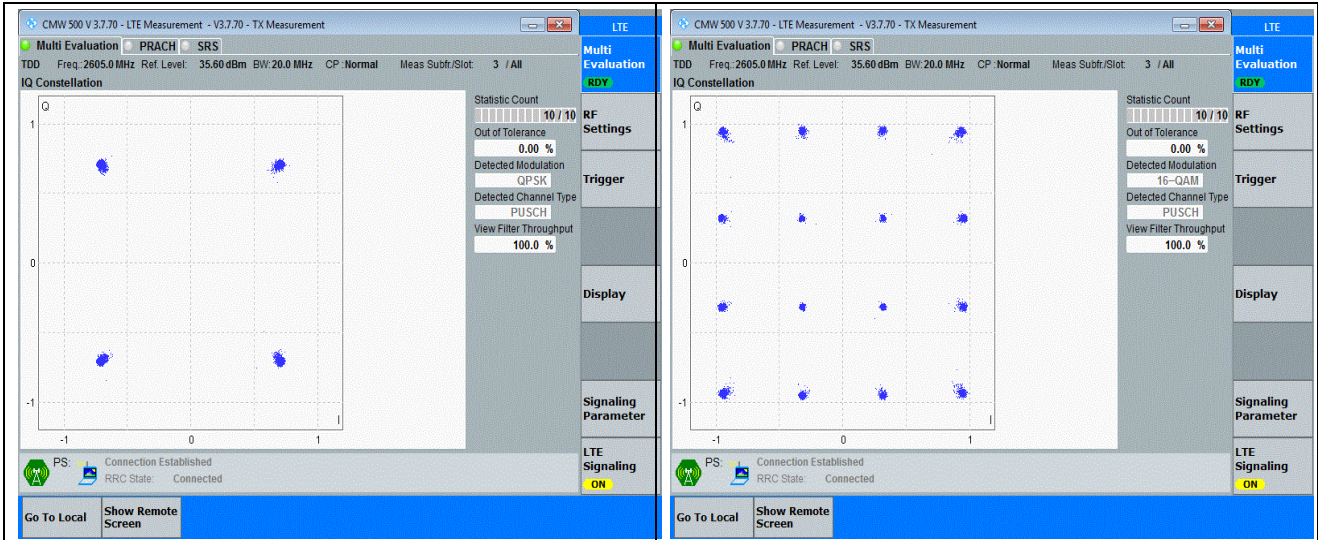 CMW 500 V 3.7.70 - LTE Measurement - V3.7.70 - TX Measurement
LTE
Multi Evaluation PRACH SRS
Multi
Evaluation
RDY
TDD Freq.:2605.0 MHz Ref. Level: 35.60 dBm BW:20.0 MHz CP :Normal Meas Subfr./Slot: 3 / All
IQ Constellation
Q
1
0
-1
I
-1 0 1
Statistic Count
10 / 10
Out of Tolerance
0.00 %
Detected Modulation
QPSK
Detected Channel Type
PUSCH
View Filter Throughput
100.0 %
RF
Settings
Trigger
Display
Signaling
Parameter
LTE
Signaling
ON
PS: Connection Established
RRC State: Connected
Go To Local
Show Remote
Screen
CMW 500 V 3.7.70 - LTE Measurement - V3.7.70 - TX Measurement
LTE
Multi Evaluation PRACH SRS
Multi
Evaluation
RDY
TDD Freq.:2605.0 MHz Ref. Level: 35.60 dBm BW:20.0 MHz CP :Normal Meas Subfr./Slot: 3 / All
IQ Constellation
Q
1
0
-1
I
-1 0 1
Statistic Count
10 / 10
Out of Tolerance
0.00 %
Detected Modulation
16-QAM
Detected Channel Type
PUSCH
View Filter Throughput
100.0 %
RF
Settings
Trigger
Display
Signaling
Parameter
LTE
Signaling
ON
PS: Connection Established
RRC State: Connected
Go To Local
Show Remote
Screen